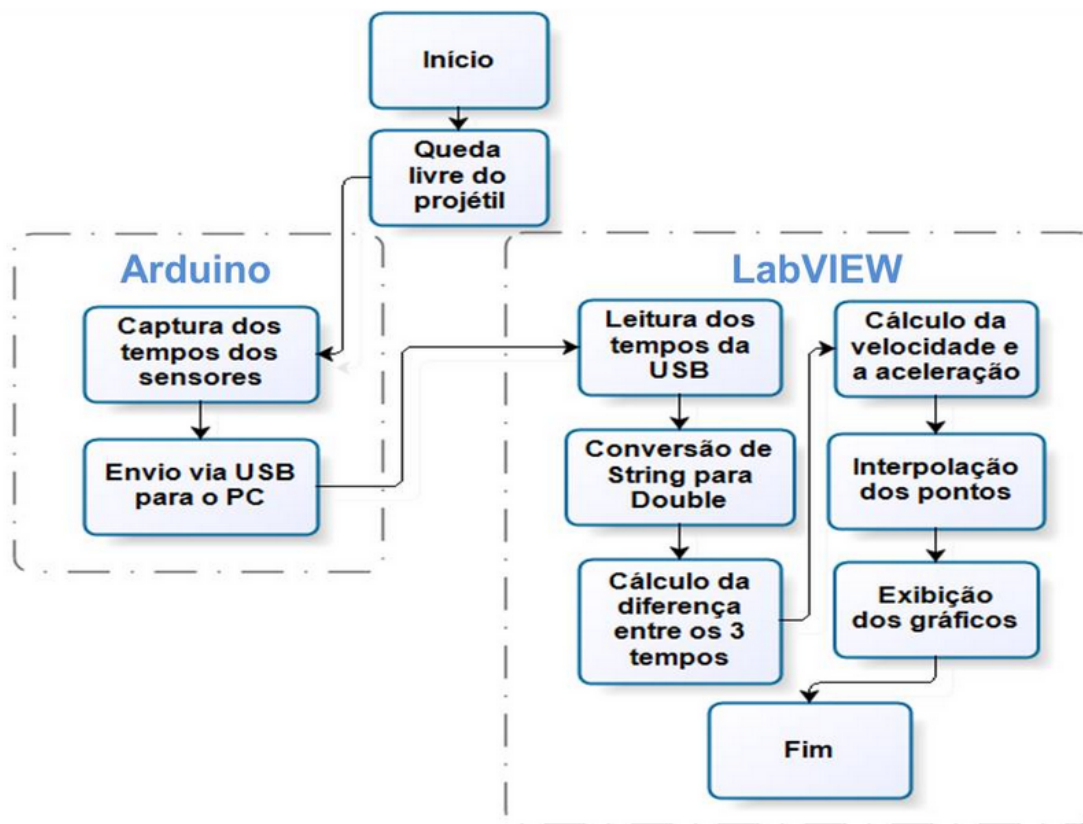 Início
Queda
livre do
projétil
Arduino
Captura dos
tempos dos
sensores
Envio via USB
para o PC
LabVIEW
Leitura dos
tempos da
USB
Conversão de
String para
Double
Cálculo da
diferença
entre os 3
tempos
Cálculo da
velocidade e
a aceleração
Interpolação
dos pontos
Exibição
dos gráficos
Fim